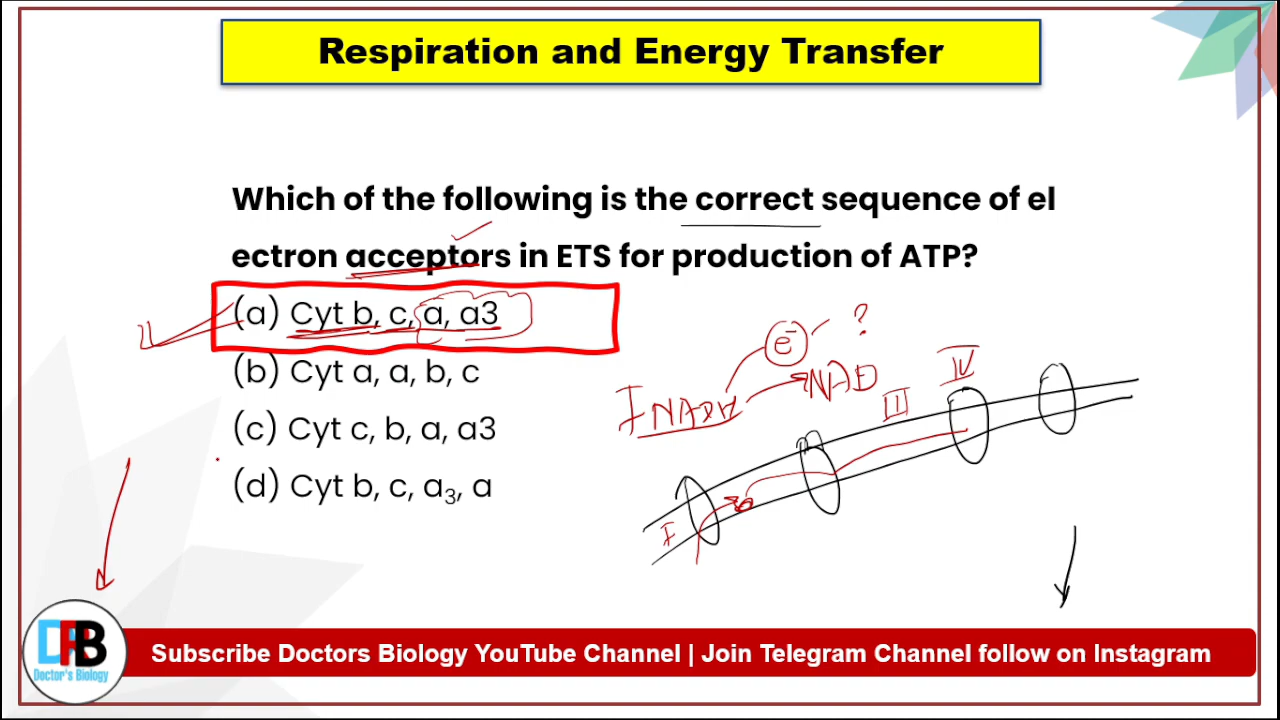 Respiration and Energy Transfer
Which of the following is the correct sequence of el
ectron acceptors in ETS for production of ATP?
(a) Cyt b, c, a, a3
(b) Cyt a, a, b, c
(c) Cyt c, b, a, a3
(d) Cyt b, c, a₃, a
e⁻ ?
I NADH NAD
III IV
I
DRB
Doctor's Biology
Subscribe Doctors Biology YouTube Channel | Join Telegram Channel follow on Instagram